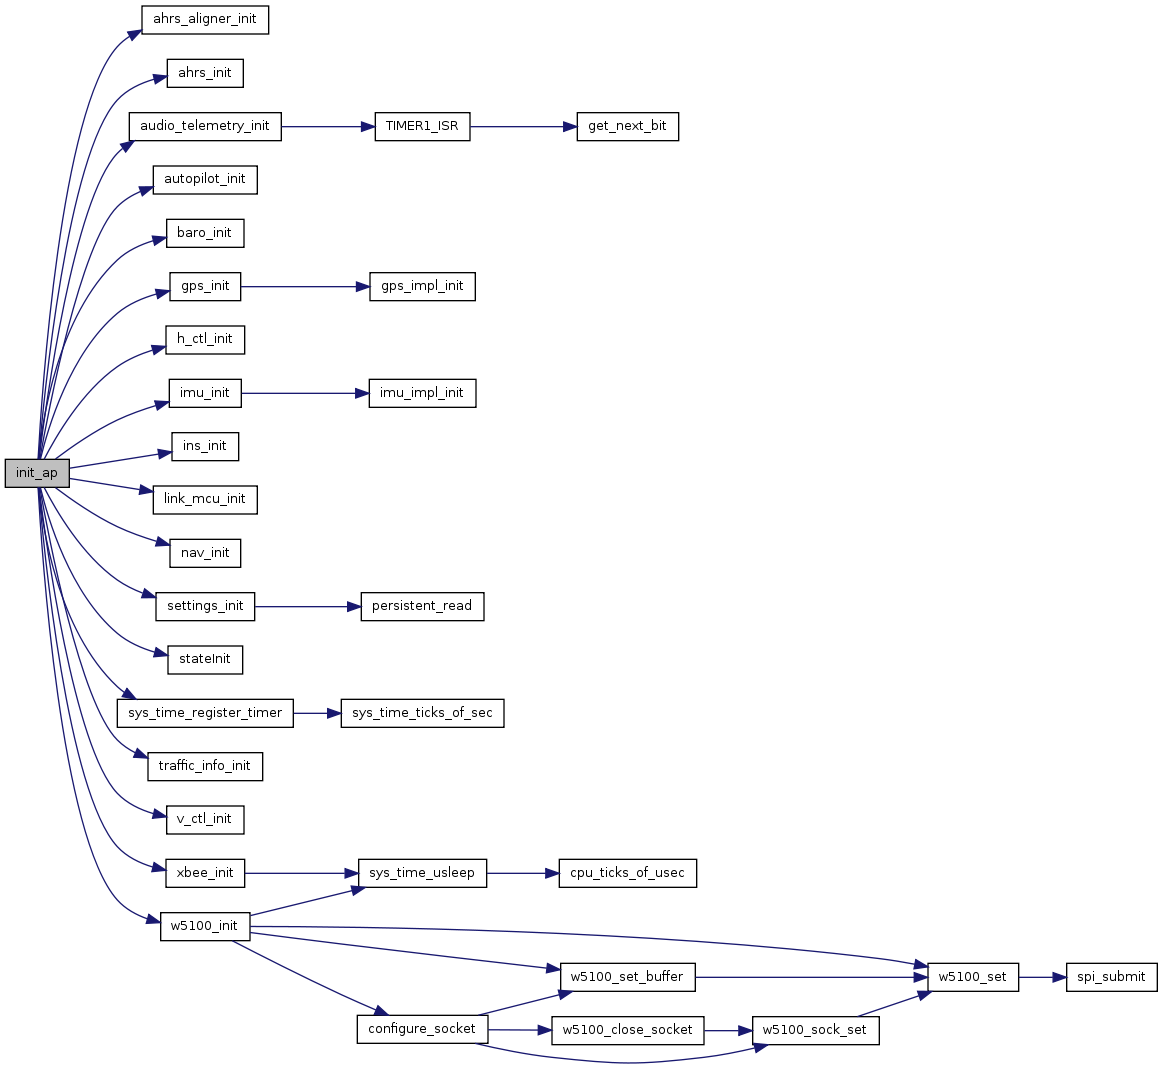 ahrs_aligner_init
ahrs_init
audio_telemetry_init
TIMER1_ISR
get_next_bit
autopilot_init
baro_init
gps_init
gps_impl_init
h_ctl_init
imu_init
imu_impl_init
ins_init
init_ap
link_mcu_init
nav_init
settings_init
persistent_read
stateInit
sys_time_register_timer
sys_time_ticks_of_sec
traffic_info_init
v_ctl_init
xbee_init
sys_time_usleep
cpu_ticks_of_usec
w5100_init
w5100_set_buffer
w5100_set
spi_submit
configure_socket
w5100_close_socket
w5100_sock_set